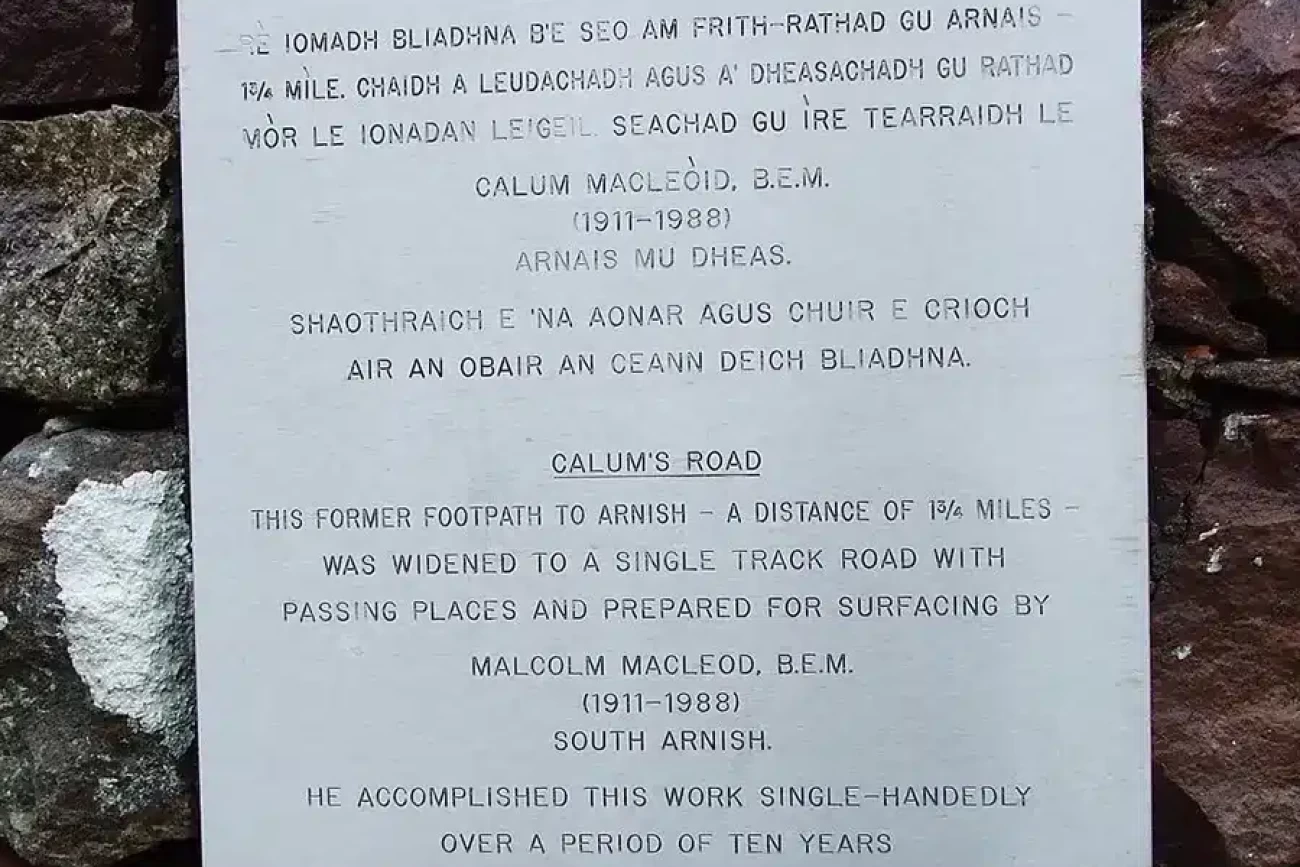 RÈ IOMADH BLIADHNA B'E SEO AM FRITH-RATHAD GU ARNAIS –
1¾ MÌLE. CHAIDH A LEUDACHADH AGUS A' DHEASACHADH GU RATHAD
MÒR LE IONADAN LEIGEIL SEACHAD GU ÌRE TEARRAIDH LE
CALUM MACLEÒID, B.E.M.
(1911–1988)
ARNAIS MU DHEAS.
SHAOTHRAICH E 'NA AONAR AGUS CHUIR E CRIOCH
AIR AN OBAIR AN CEANN DEICH BLIADHNA.
CALUM'S ROAD
THIS FORMER FOOTPATH TO ARNISH – A DISTANCE OF 1¾ MILES –
WAS WIDENED TO A SINGLE TRACK ROAD WITH
PASSING PLACES AND PREPARED FOR SURFACING BY
MALCOLM MACLEOD, B.E.M.
(1911–1988)
SOUTH ARNISH.
HE ACCOMPLISHED THIS WORK SINGLE-HANDEDLY
OVER A PERIOD OF TEN YEARS